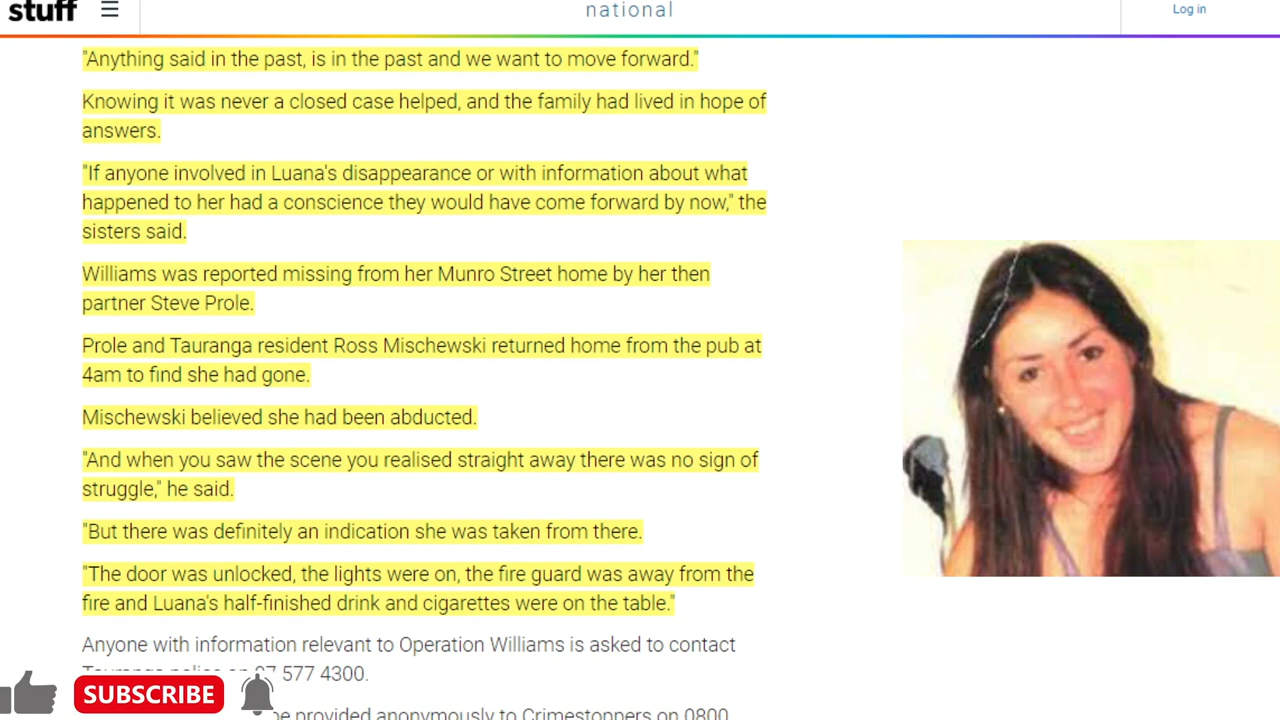 stuff
national
Log in
"Anything said in the past, is in the past and we want to move forward."
Knowing it was never a closed case helped, and the family had lived in hope of
answers.
"If anyone involved in Luana's disappearance or with information about what
happened to her had a conscience they would have come forward by now," the
sisters said.
Williams was reported missing from her Munro Street home by her then
partner Steve Prole.
Prole and Tauranga resident Ross Mischewski returned home from the pub at
4am to find she had gone.
Mischewski believed she had been abducted.
"And when you saw the scene you realised straight away there was no sign of
struggle," he said.
"But there was definitely an indication she was taken from there.
"The door was unlocked, the lights were on, the fire guard was away from the
fire and Luana's half-finished drink and cigarettes were on the table."
Anyone with information relevant to Operation Williams is asked to contact
577 4300.
SUBSCRIBE
be provided anonymously to Crimestoppers on 0800